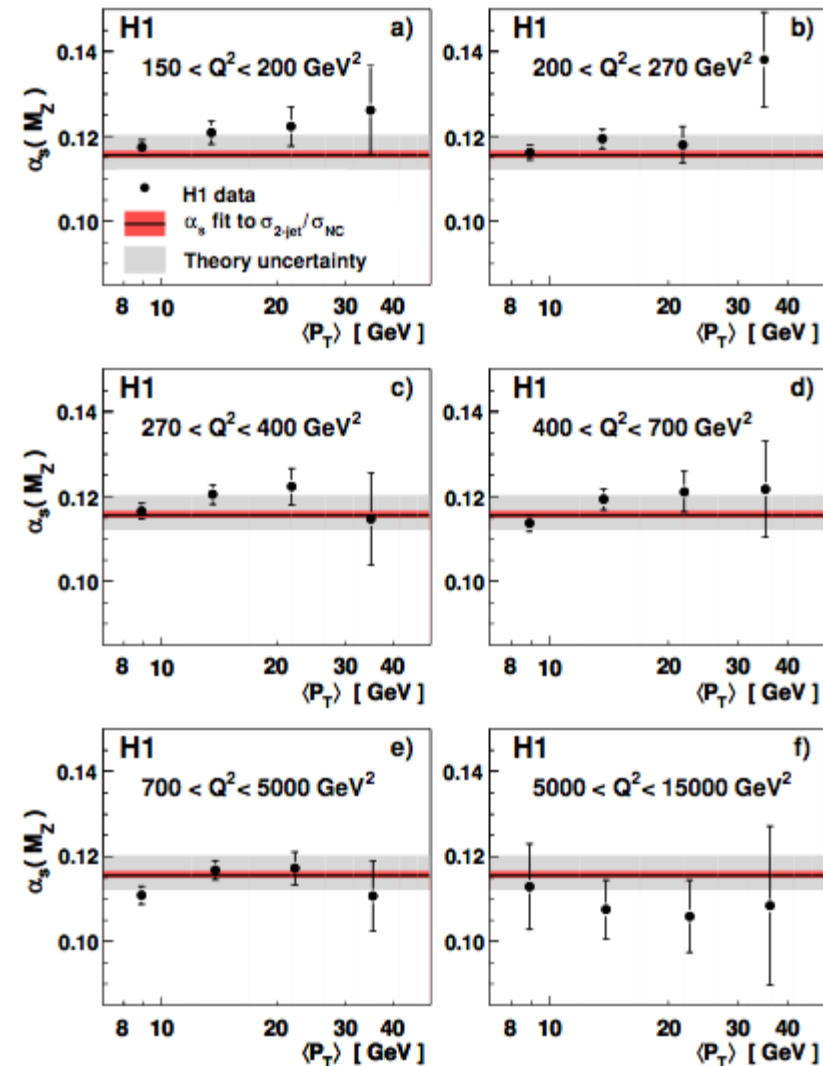 H1 a)
150 < Q² < 200 GeV²
0.14
0.12
0.10
αₛ( M_Z )
H1 data
αₛ fit to σ₂₋jet/σ_NC
Theory uncertainty
8 10 20 30 40
⟨P_T⟩ [ GeV ]
H1 b)
200 < Q² < 270 GeV²
8 10 20 30 40
⟨P_T⟩ [ GeV ]
H1 c)
270 < Q² < 400 GeV²
0.14
0.12
0.10
αₛ( M_Z )
8 10 20 30 40
⟨P_T⟩ [ GeV ]
H1 d)
400 < Q² < 700 GeV²
8 10 20 30 40
⟨P_T⟩ [ GeV ]
H1 e)
700 < Q² < 5000 GeV²
0.14
0.12
0.10
αₛ( M_Z )
8 10 20 30 40
⟨P_T⟩ [ GeV ]
H1 f)
5000 < Q² < 15000 GeV²
8 10 20 30 40
⟨P_T⟩ [ GeV ]